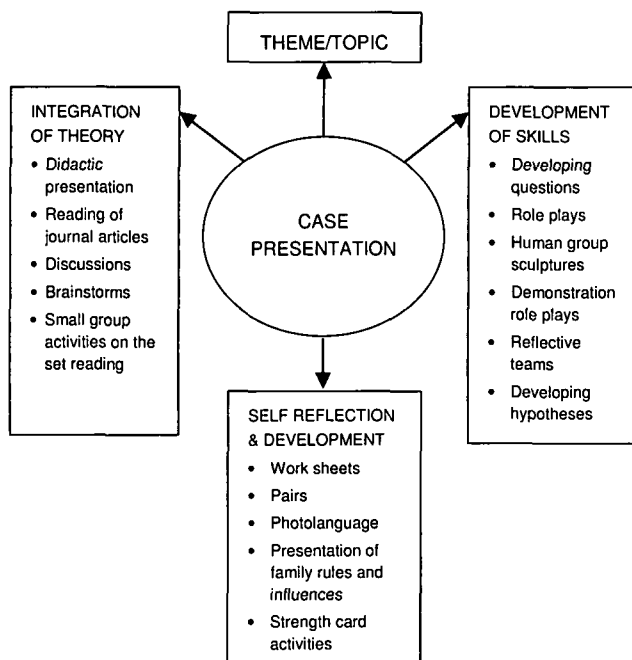 THEME/TOPIC
INTEGRATION
OF THEORY
• Didactic
presentation
• Reading of
journal articles
• Discussions
• Brainstorms
• Small group
activities on the
set reading
CASE
PRESENTATION
DEVELOPMENT
OF SKILLS
• Developing
questions
• Role plays
• Human group
sculptures
• Demonstration
role plays
• Reflective
teams
• Developing
hypotheses
SELF REFLECTION
& DEVELOPMENT
• Work sheets
• Pairs
• Photolanguage
• Presentation of
family rules and
influences
• Strength card
activities